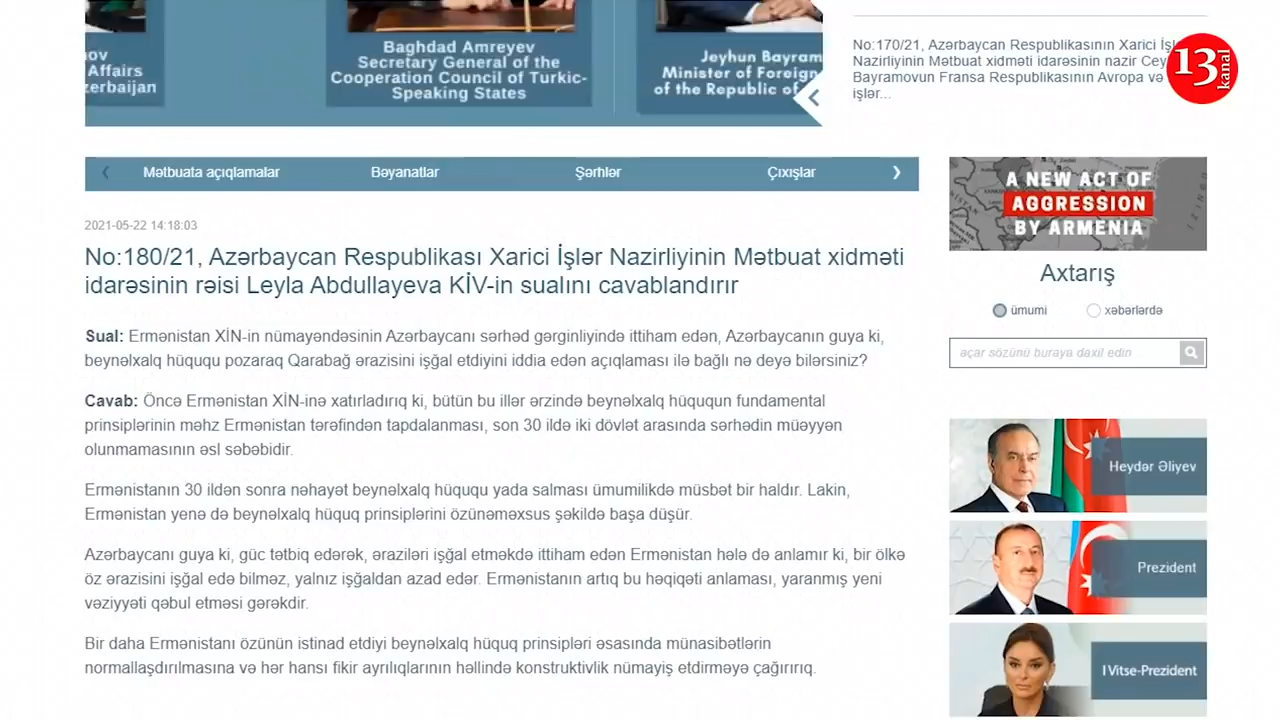 nov
Affairs
zerbaijan
Baghdad Amreyev
Secretary General of the
Cooperation Council of Turkic-
Speaking States
Jeyhun Bayram
Minister of Foreign
of the Republic of
No:170/21, Azərbaycan Respublikasının Xarici İşl
Nazirliyinin Mətbuat xidməti idarəsinin nazir Cey
Bayramovun Fransa Respublikasının Avropa və
işlər...
13
kanal
Mətbuata açıqlamalar Bəyanatlar Şərhlər Çıxışlar
2021-05-22 14:18:03
No:180/21, Azərbaycan Respublikası Xarici İşlər Nazirliyinin Mətbuat xidməti
idarəsinin rəisi Leyla Abdullayeva KİV-in sualını cavablandırır
Sual: Ermənistan XİN-in nümayəndəsinin Azərbaycanı sərhəd gərginliyində ittiham edən, Azərbaycanın guya ki,
beynəlxalq hüququ pozaraq Qarabağ ərazisini işğal etdiyini iddia edən açıqlaması ilə bağlı nə deyə bilərsiniz?
Cavab: Öncə Ermənistan XİN-inə xatırladırıq ki, bütün bu illər ərzində beynəlxalq hüququn fundamental
prinsiplərinin məhz Ermənistan tərəfindən tapdalanması, son 30 ildə iki dövlət arasında sərhədin müəyyən
olunmamasının əsl səbəbidir.
Ermənistanın 30 ildən sonra nəhayət beynəlxalq hüququ yada salması ümumilikdə müsbət bir haldır. Lakin,
Ermənistan yenə də beynəlxalq hüquq prinsiplərini özünəməxsus şəkildə başa düşür.
Azərbaycanı guya ki, güc tətbiq edərək, əraziləri işğal etməkdə ittiham edən Ermənistan hələ də anlamır ki, bir ölkə
öz ərazisini işğal edə bilməz, yalnız işğaldan azad edər. Ermənistanın artıq bu həqiqəti anlaması, yaranmış yeni
vəziyyəti qəbul etməsi gərəkdir.
Bir daha Ermənistanı özünün istinad etdiyi beynəlxalq hüquq prinsipləri əsasında münasibətlərin
normallaşdırılmasına və hər hansı fikir ayrılıqlarının həllində konstruktivlik nümayiş etdirməyə çağırırıq.
A NEW ACT OF
AGGRESSION
BY ARMENIA
Axtarış
ümumi xəbərlərdə
açar sözünü buraya daxil edin
Heydər Əliyev
Prezident
I Vitse-Prezident